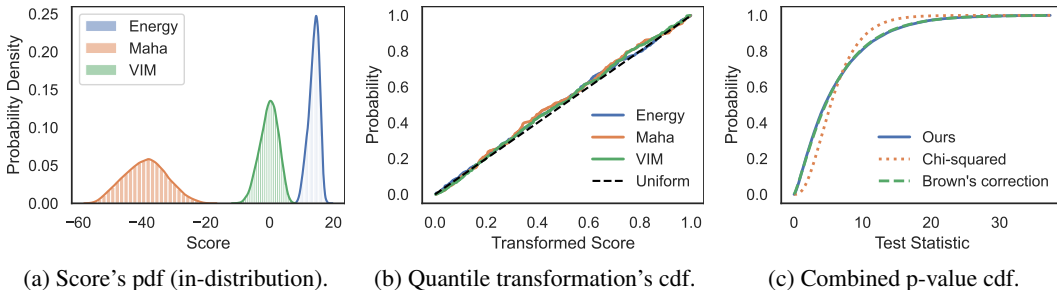 0.25
0.20
0.15
0.10
0.05
0.00
Probability Density
Energy
Maha
VIM
−60
−40
−20
0
20
Score
(a) Score's pdf (in-distribution).
1.0
0.8
0.6
0.4
0.2
0.0
Probability
Energy
Maha
VIM
Uniform
0.0
0.2
0.4
0.6
0.8
1.0
Transformed Score
(b) Quantile transformation's cdf.
1.0
0.8
0.6
0.4
0.2
0.0
Probability
Ours
Chi-squared
Brown's correction
0
10
20
30
Test Statistic
(c) Combined p-value cdf.